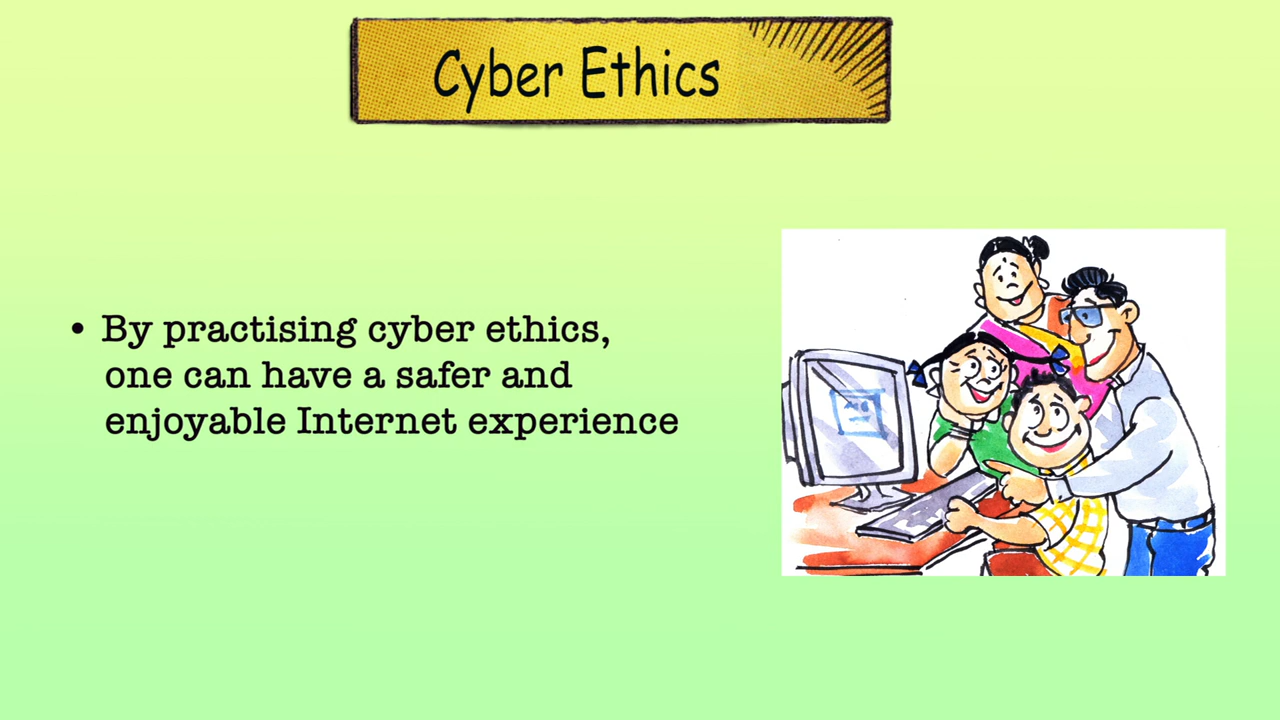 Cyber Ethics
• By practising cyber ethics,
one can have a safer and
enjoyable Internet experience